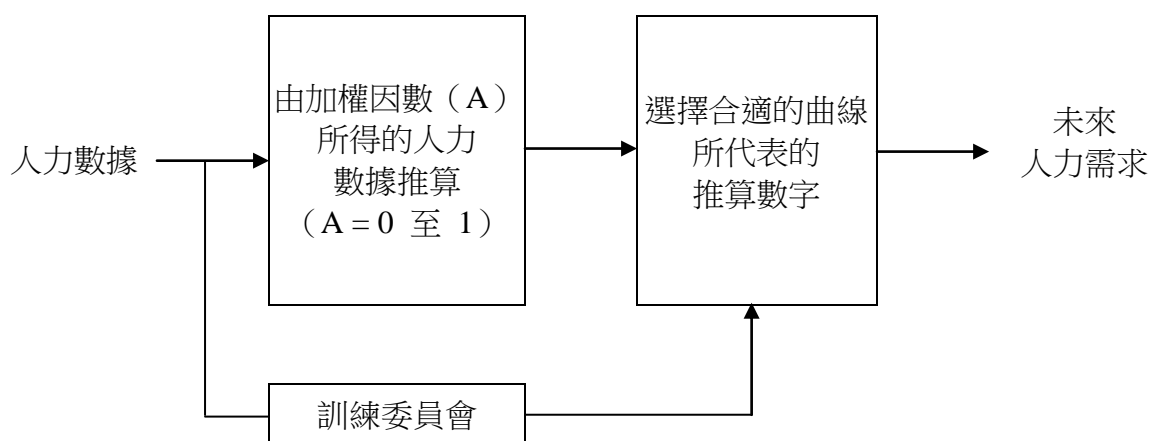 人力數據
由加權因數（A）
所得的人力
數據推算
（A = 0 至 1）
選擇合適的曲線
所代表的
推算數字
未來
人力需求
訓練委員會